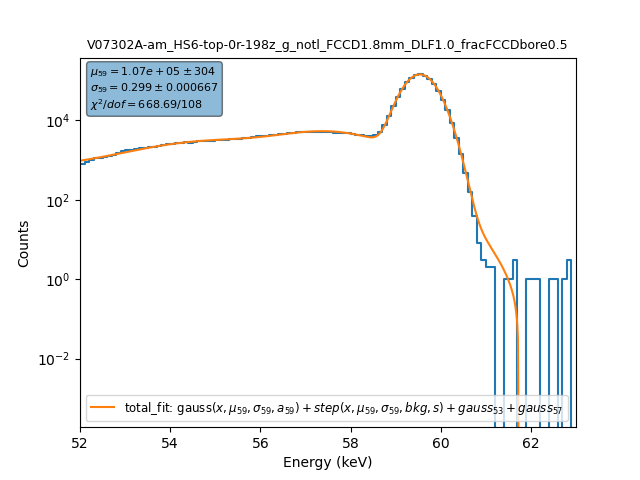 V07302A-am_HS6-top-0r-198z_g_notl_FCCD1.8mm_DLF1.0_fracFCCDbore0.5
μ₅₉ = 1.07e + 05 ± 304
σ₅₉ = 0.299 ± 0.000667
χ²/dof = 668.69/108
10⁴
10²
10⁰
10⁻²
Counts
total_fit: gauss(x, μ₅₉, σ₅₉, a₅₉) + step(x, μ₅₉, σ₅₉, bkg, s) + gauss₅₃ + gauss₅₇
52 54 56 58 60 62
Energy (keV)